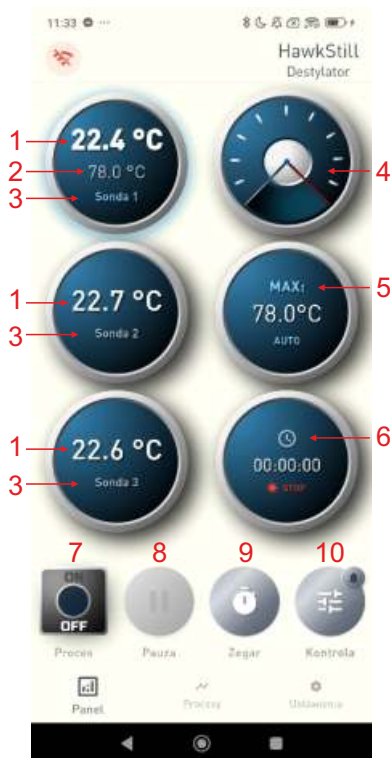 11:33
HawkStill
Destylator
1
22.4 °C
2
78.0 °C
3
Sonda 1
4
1
22.7 °C
3
Sonda 2
5
MAX↕
78.0°C
AUTO
1
22.6 °C
3
Sonda 3
6
00:00:00
STOP
7 8 9 10
ON
OFF
Proces Pauza Zegar Kontrola
Panel Procesy Ustawienia